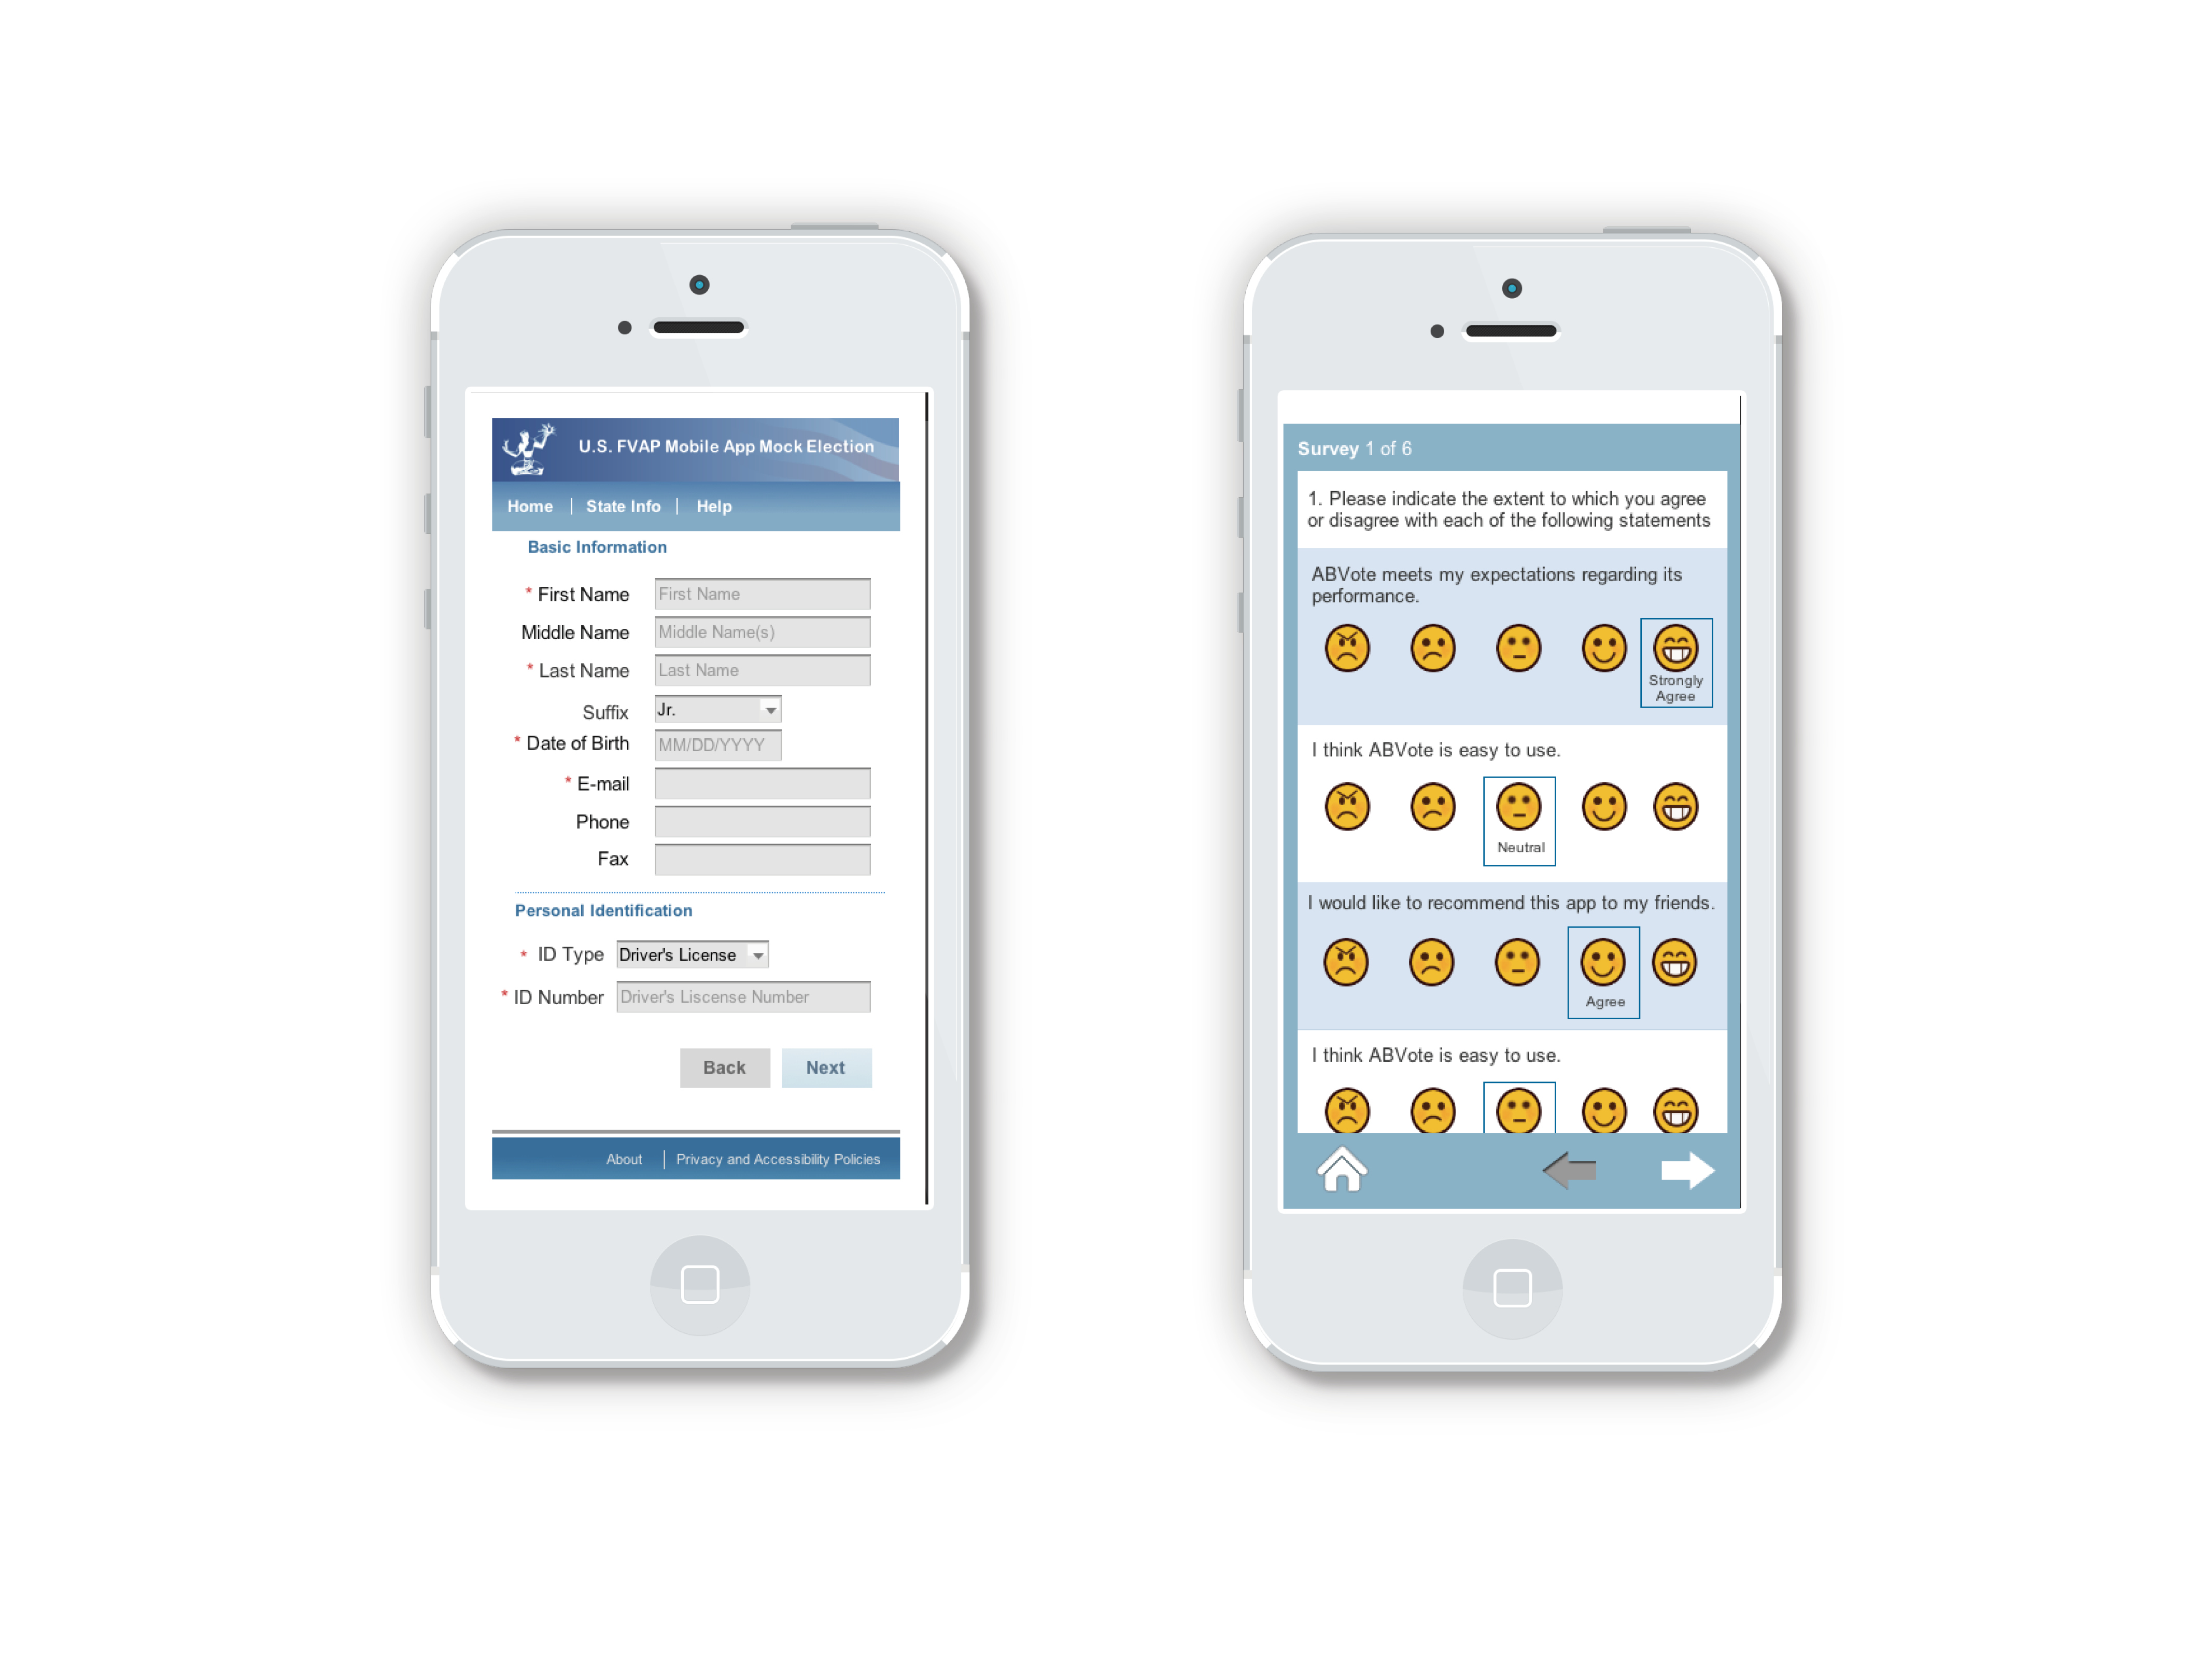 U.S. FVAP Mobile App Mock Election
Home | State Info | Help
Basic Information
* First Name First Name
Middle Name Middle Name(s)
* Last Name Last Name
Suffix Jr.
* Date of Birth MM/DD/YYYY
* E-mail
Phone
Fax
Personal Identification
* ID Type Driver's License
* ID Number Driver's Liscense Number
Back Next
About | Privacy and Accessibility Policies
Survey 1 of 6
1. Please indicate the extent to which you agree
or disagree with each of the following statements
ABVote meets my expectations regarding its
performance.
Strongly
Agree
I think ABVote is easy to use.
Neutral
I would like to recommend this app to my friends.
Agree
I think ABVote is easy to use.